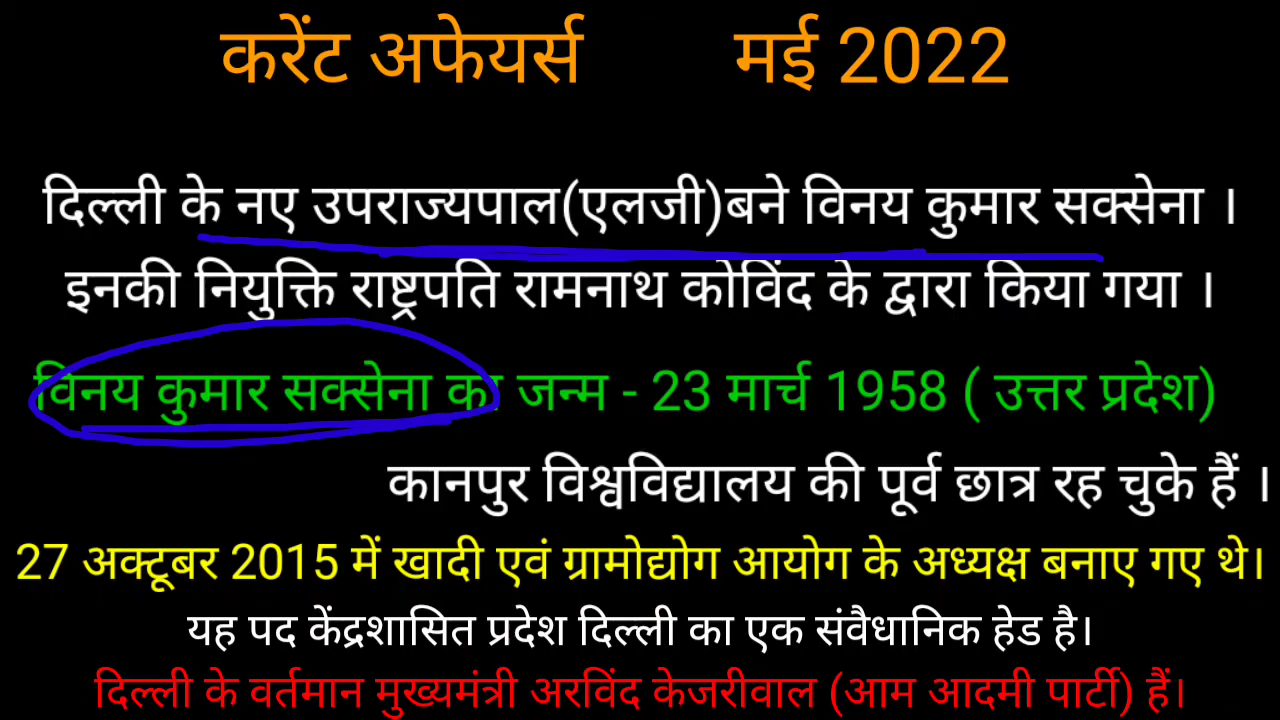 करेंट अफेयर्स मई 2022
दिल्ली के नए उपराज्यपाल(एलजी)बने विनय कुमार सक्सेना ।
इनकी नियुक्ति राष्ट्रपति रामनाथ कोविंद के द्वारा किया गया ।
विनय कुमार सक्सेना का जन्म - 23 मार्च 1958 ( उत्तर प्रदेश)
कानपुर विश्वविद्यालय की पूर्व छात्र रह चुके हैं ।
27 अक्टूबर 2015 में खादी एवं ग्रामोद्योग आयोग के अध्यक्ष बनाए गए थे।
यह पद केंद्रशासित प्रदेश दिल्ली का एक संवैधानिक हेड है।
दिल्ली के वर्तमान मुख्यमंत्री अरविंद केजरीवाल (आम आदमी पार्टी) हैं।